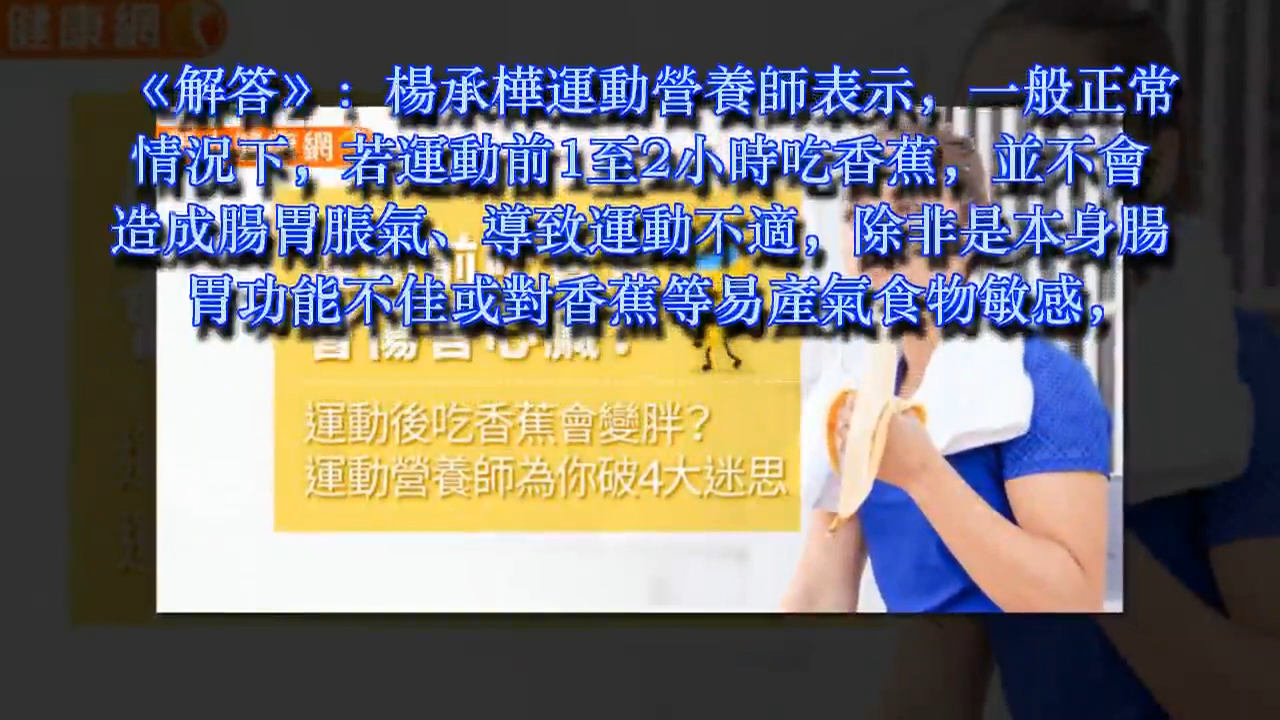 健康網
《解答》：楊承樺運動營養師表示，一般正常
情況下，若運動前1至2小時吃香蕉，並不會
造成腸胃脹氣、導致運動不適，除非是本身腸
胃功能不佳或對香蕉等易產氣食物敏感，
網
運動後吃香蕉會變胖？
運動營養師為你破4大迷思